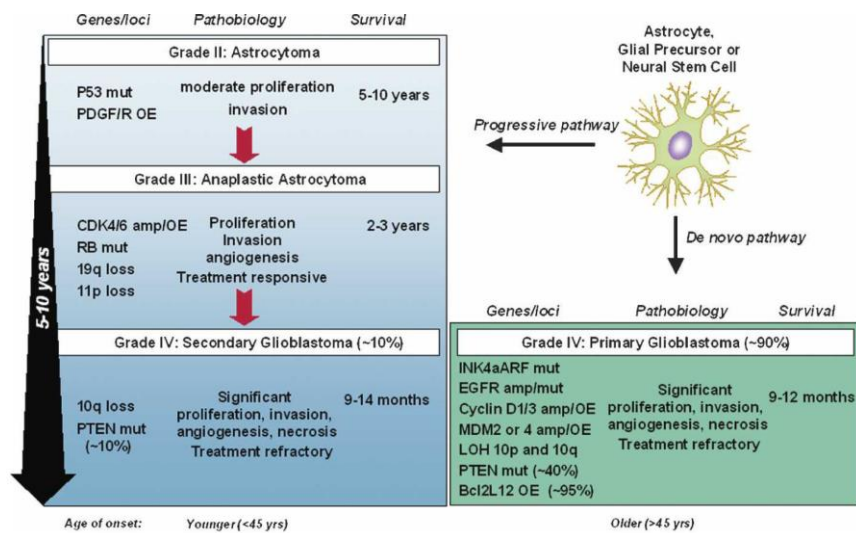 Genes/loci Pathobiology Survival
Grade II: Astrocytoma
P53 mut
PDGF/R OE
moderate proliferation
invasion
5-10 years
Grade III: Anaplastic Astrocytoma
CDK4/6 amp/OE
RB mut
19q loss
11p loss
Proliferation
Invasion
angiogenesis
Treatment responsive
2-3 years
Grade IV: Secondary Glioblastoma (~10%)
10q loss
PTEN mut
(~10%)
Significant
proliferation, invasion,
angiogenesis, necrosis
Treatment refractory
9-14 months
5-10 years
Age of onset: Younger (<45 yrs)
Astrocyte,
Glial Precursor or
Neural Stem Cell
Progressive pathway
De novo pathway
Genes/loci Pathobiology Survival
Grade IV: Primary Glioblastoma (~90%)
INK4aARF mut
EGFR amp/mut
Cyclin D1/3 amp/OE
MDM2 or 4 amp/OE
LOH 10p and 10q
PTEN mut (~40%)
Bcl2L12 OE (~95%)
Significant
proliferation, invasion,
angiogenesis, necrosis
Treatment refractory
9-12 months
Older (>45 yrs)